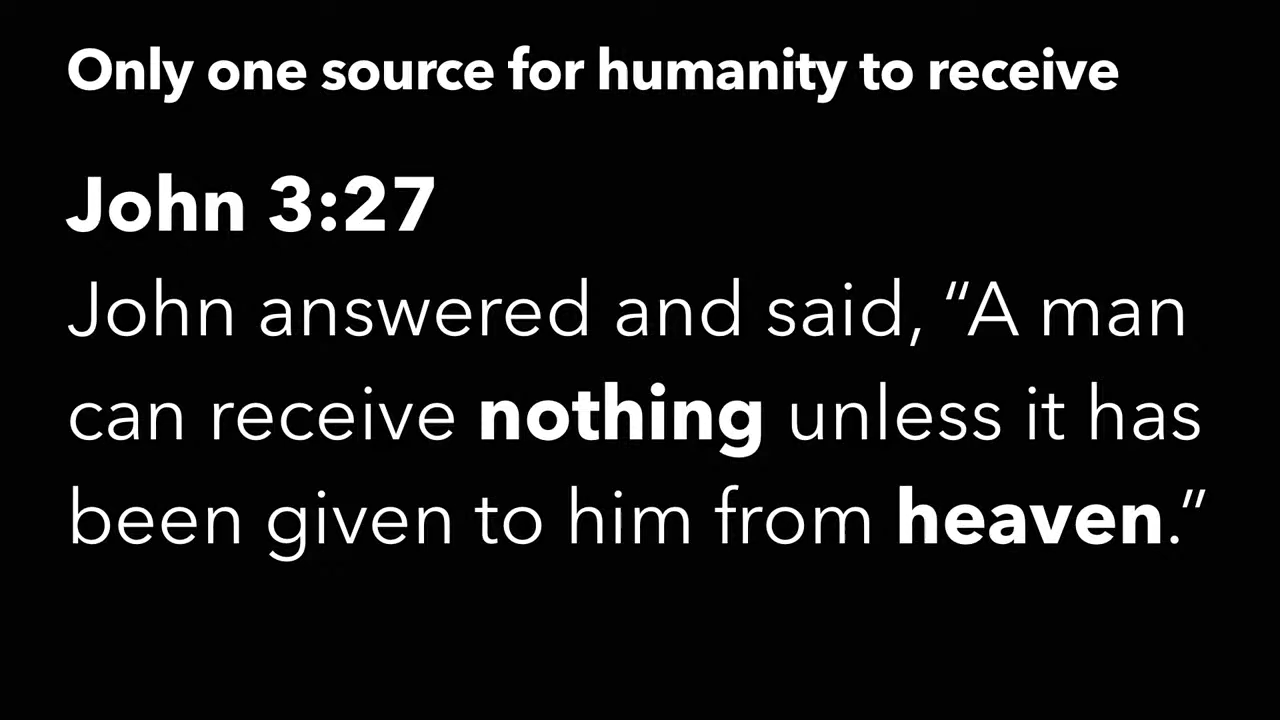 Only one source for humanity to receive
John 3:27
John answered and said, “A man
can receive nothing unless it has
been given to him from heaven.”